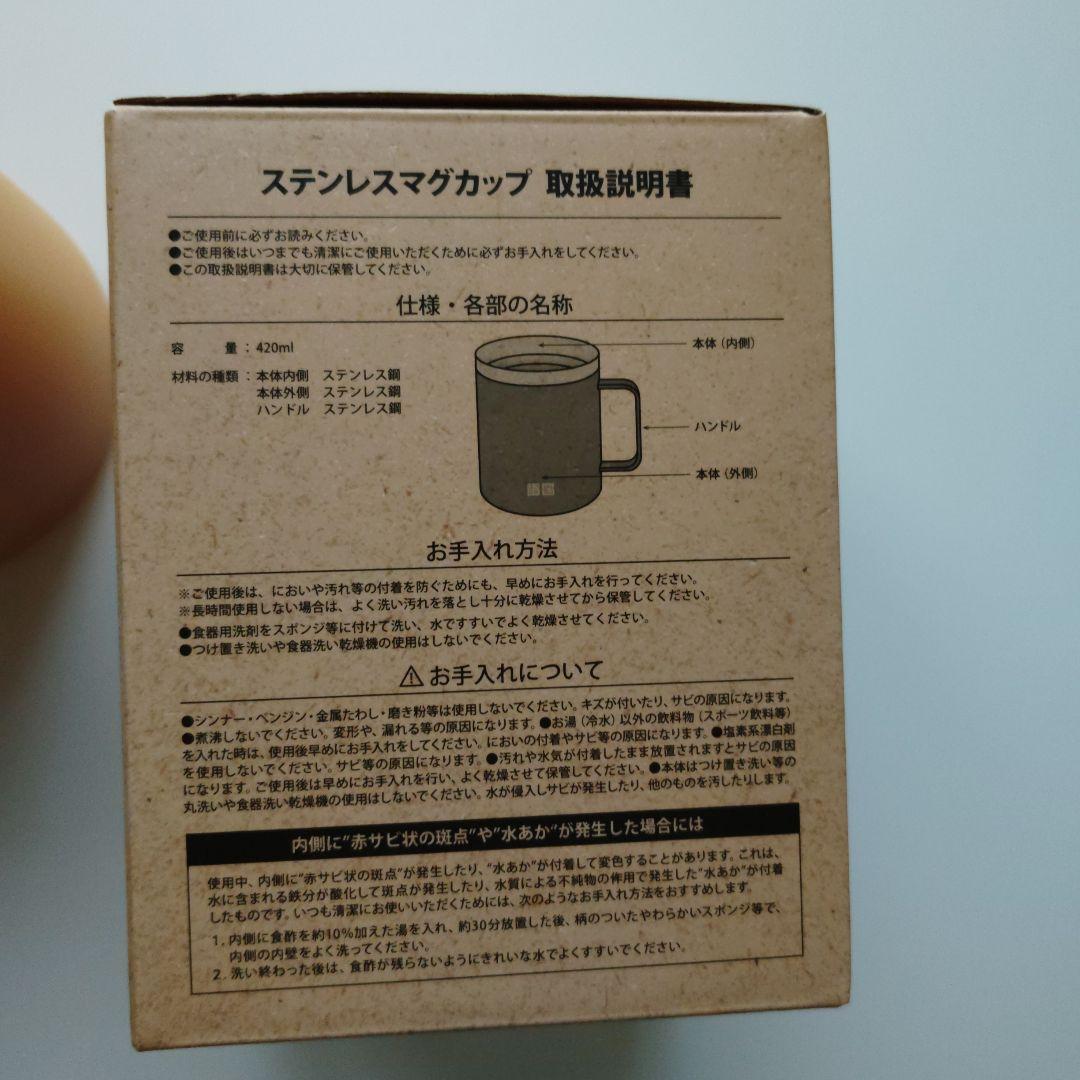 ステンレスマグカップ 取扱説明書
●ご使用前に必ずお読みください。
●ご使用後はいつまでも清潔にご使用いただくために必ずお手入れをしてください。
●この取扱説明書は大切に保管してください。
仕様・各部の名称
容 量：420ml
材料の種類：本体内側 ステンレス鋼
本体外側 ステンレス鋼
ハンドル ステンレス鋼
本体（内側）
ハンドル
本体（外側）
お手入れ方法
※ご使用後は、においや汚れ等の付着を防ぐためにも、早めにお手入れを行ってください。
※長時間使用しない場合は、よく洗い汚れを落とし十分に乾燥させてから保管してください。
●食器用洗剤をスポンジ等に付けて洗い、水ですすいでよく乾燥させてください。
●つけ置き洗いや食器洗い乾燥機の使用はしないでください。
⚠お手入れについて
●シンナー・ベンジン・金属たわし・磨き粉等は使用しないでください。キズが付いたり、サビの原因になります。
●煮沸しないでください。変形や、漏れる等の原因になります。●お湯（冷水）以外の飲料物（スポーツ飲料等）
を入れた時は、使用後早めにお手入れをしてください。においの付着やサビ等の原因になります。●塩素系漂白剤
を使用しないでください。サビ等の原因になります。●汚れや水気が付着したまま放置されますとサビの原因
になります。ご使用後は早めにお手入れを行い、よく乾燥させて保管してください。●本体はつけ置き洗い等の
丸洗いや食器洗い乾燥機の使用はしないでください。水が侵入しサビが発生したり、他のものを汚したりします。
内側に"赤サビ状の斑点"や"水あか"が発生した場合には
使用中、内側に"赤サビ状の斑点"が発生したり、"水あか"が付着して変色することがあります。これは、
水に含まれる鉄分が酸化して斑点が発生したり、水質による不純物の作用で発生した"水あか"が付着
したものです。いつも清潔にお使いいただくためには、次のようなお手入れ方法をおすすめします。
1. 内側に食酢を約10%加えた湯を入れ、約30分放置した後、柄のついたやわらかいスポンジ等で、
内側の内壁をよく洗ってください。
2. 洗い終わった後は、食酢が残らないようにきれいな水でよくすすいでください。